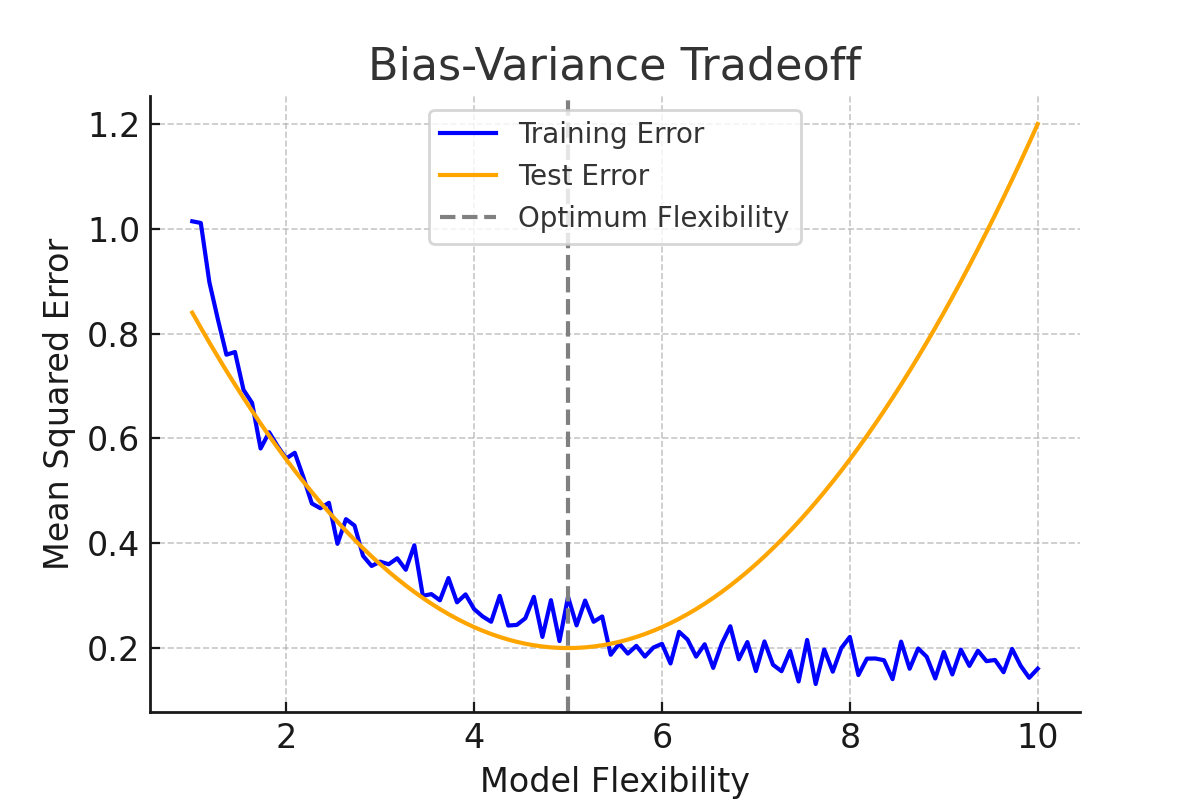 Bias-Variance Tradeoff
Training Error
Test Error
Optimum Flexibility
Mean Squared Error
1.2
1.0
0.8
0.6
0.4
0.2
2 4 6 8 10
Model Flexibility